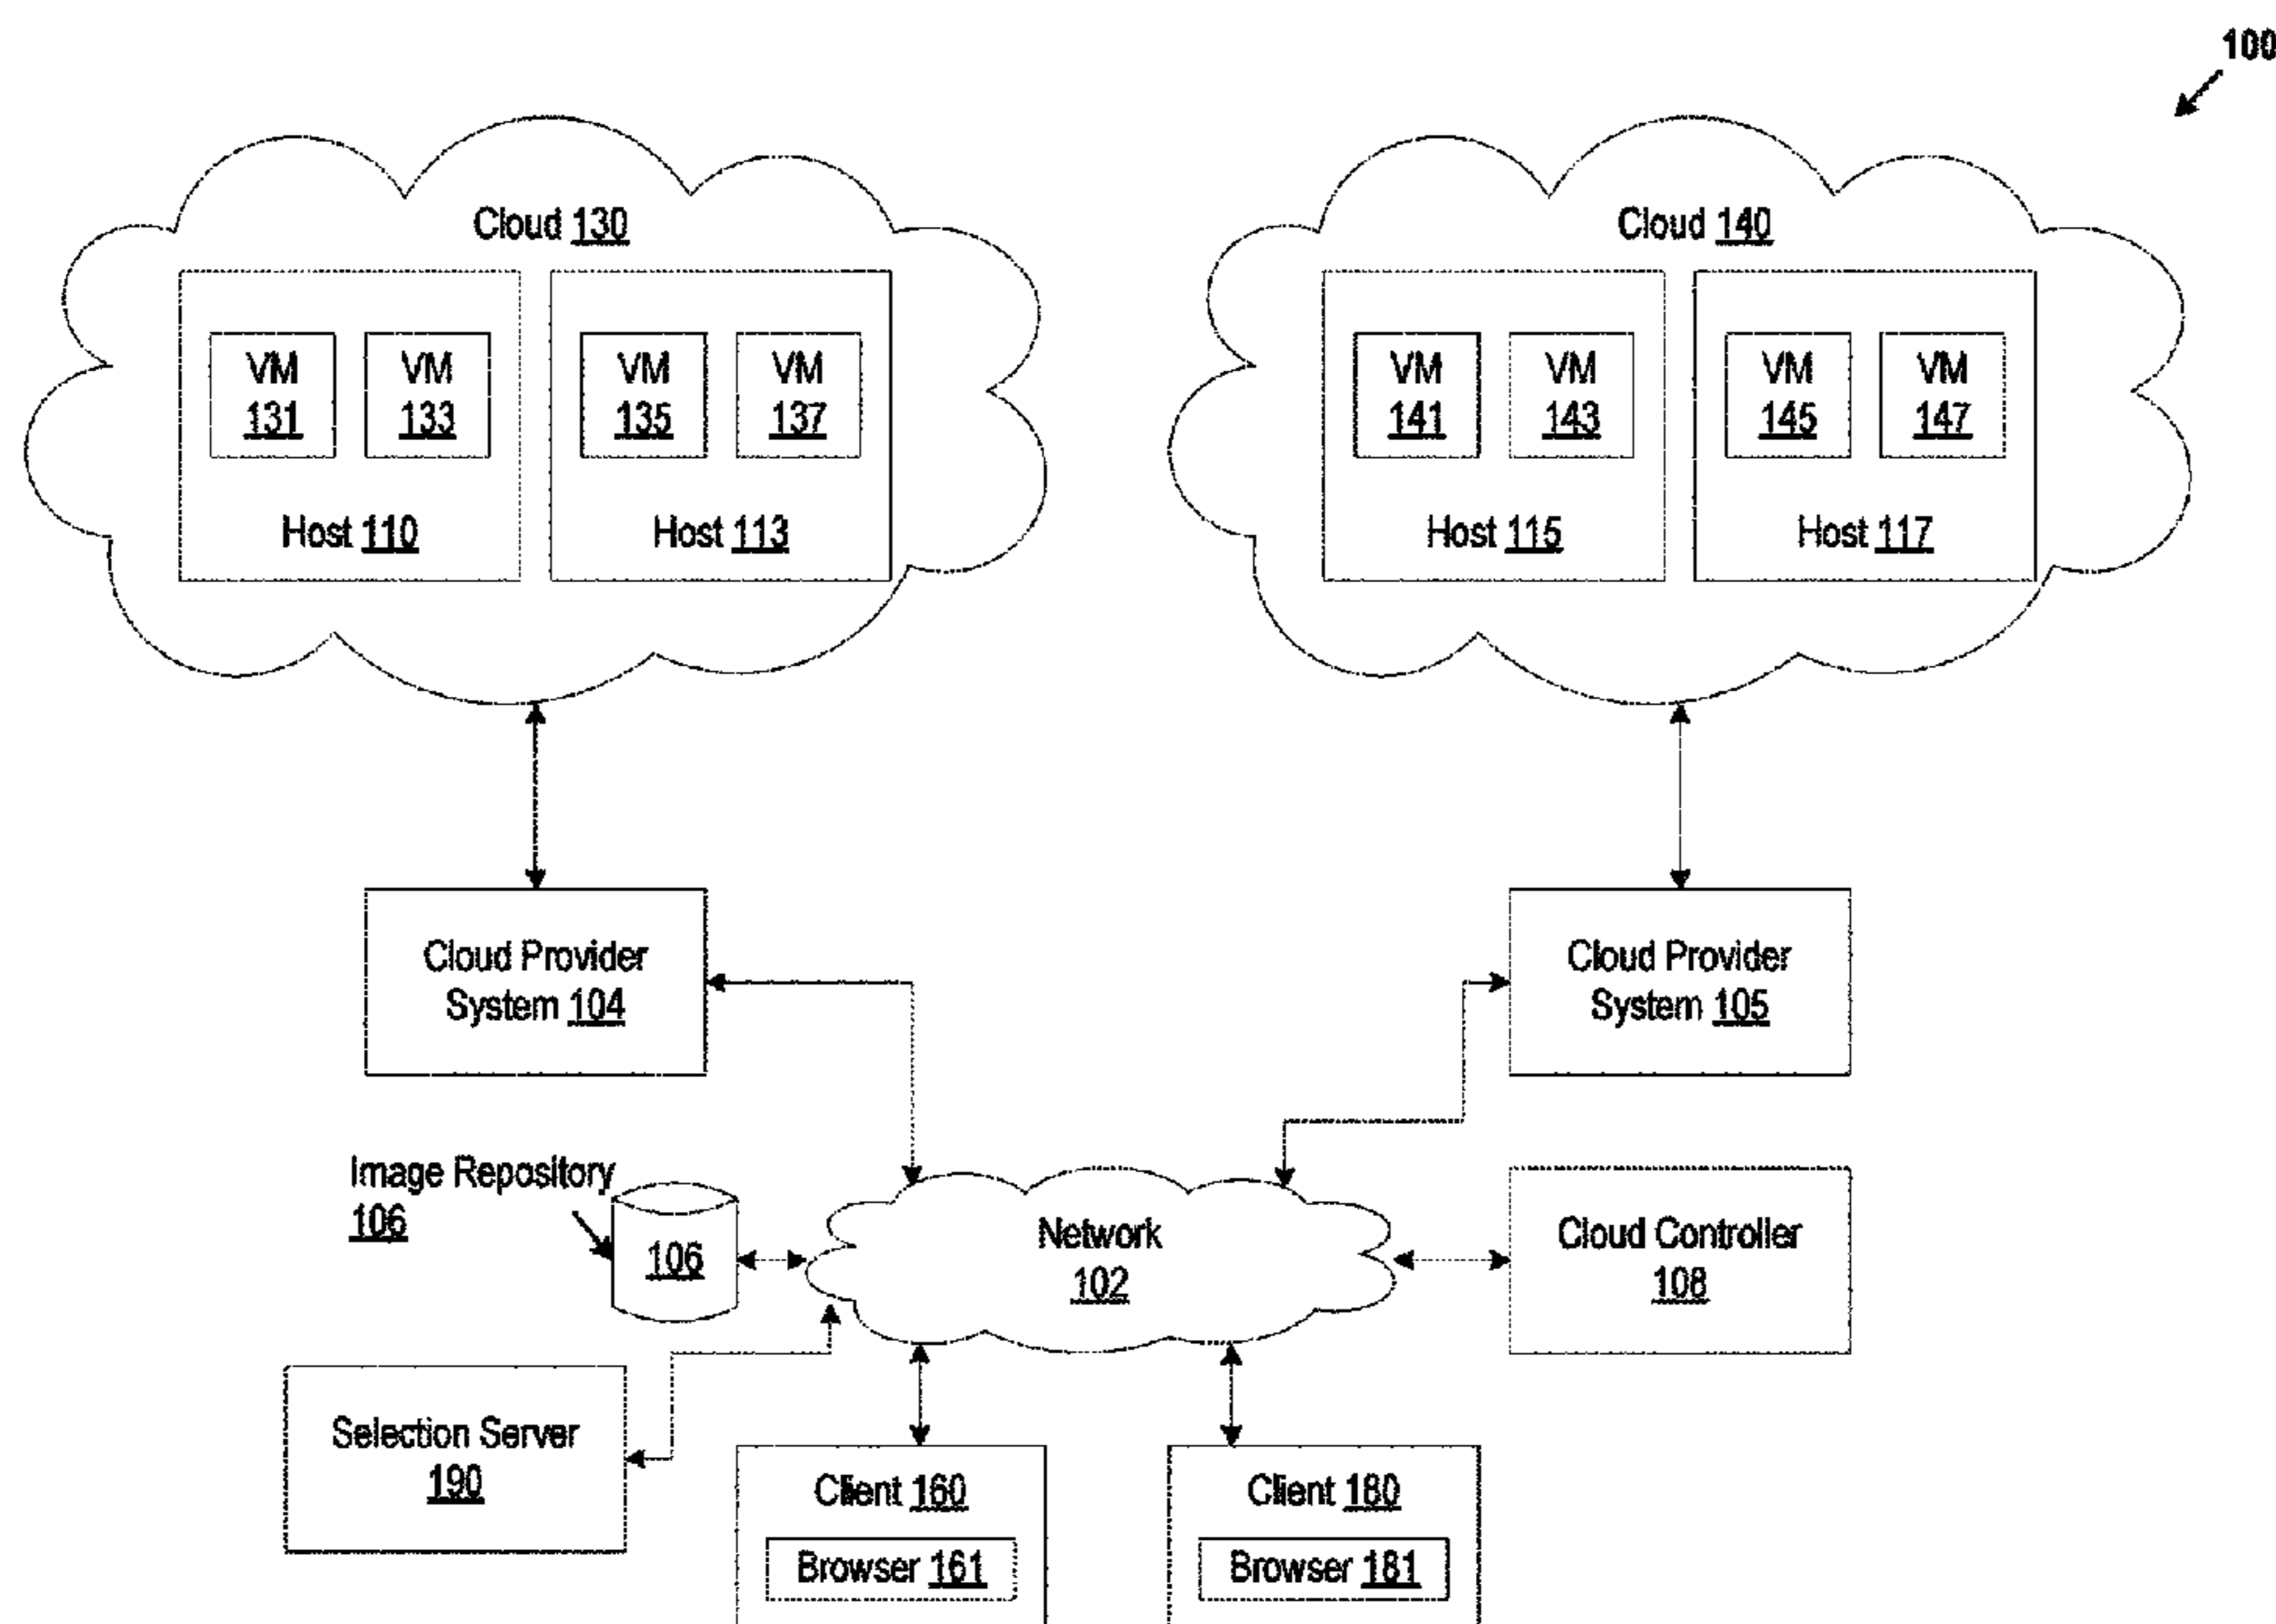 100
Cloud 130
Cloud 140
VM
131
VM
133
VM
135
VM
137
VM
141
VM
143
VM
145
VM
147
Host 110
Host 113
Host 115
Host 117
Cloud Provider
System 104
Cloud Provider
System 105
Image Repository
106
106
Network
102
Cloud Controller
108
Selection Server
190
Client 160
Browser 161
Client 180
Browser 181